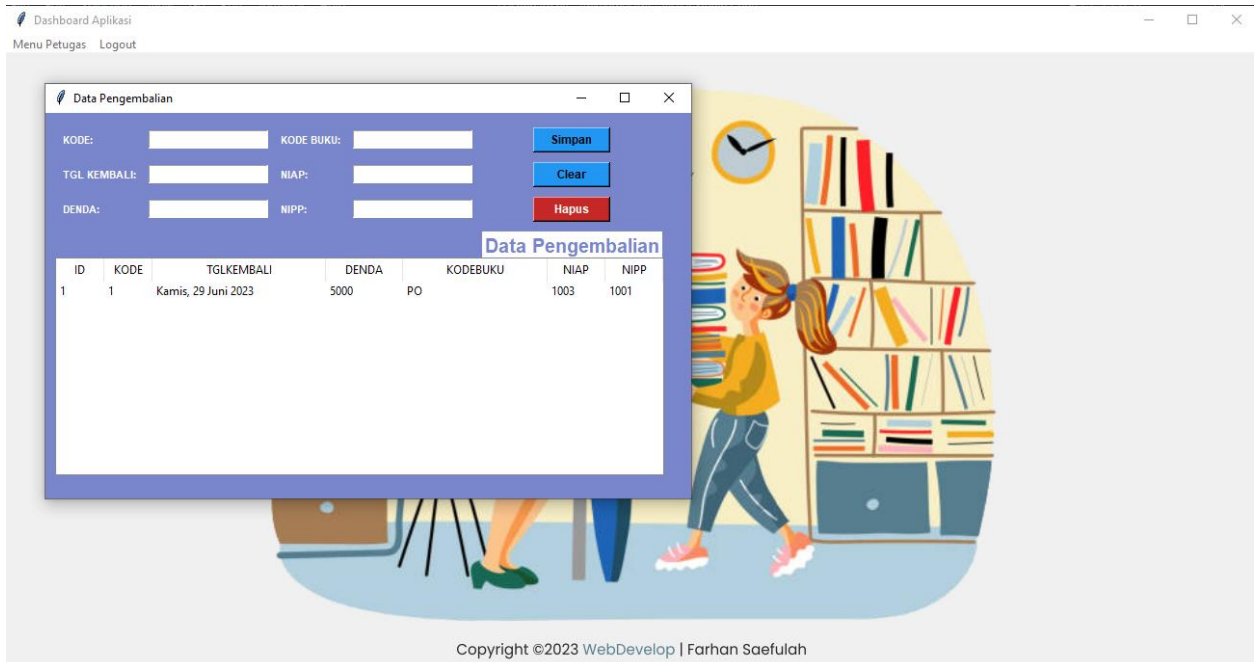 Dashboard Aplikasi
Menu Petugas Logout
Data Pengembalian
KODE: KODE BUKU: Simpan
TGL KEMBALI: NIAP: Clear
DENDA: NIPP: Hapus
Data Pengembalian
ID KODE TGLKEMBALI DENDA KODEBUKU NIAP NIPP
1 1 Kamis, 29 Juni 2023 5000 PO 1003 1001
Copyright ©2023 WebDevelop | Farhan Saefulah